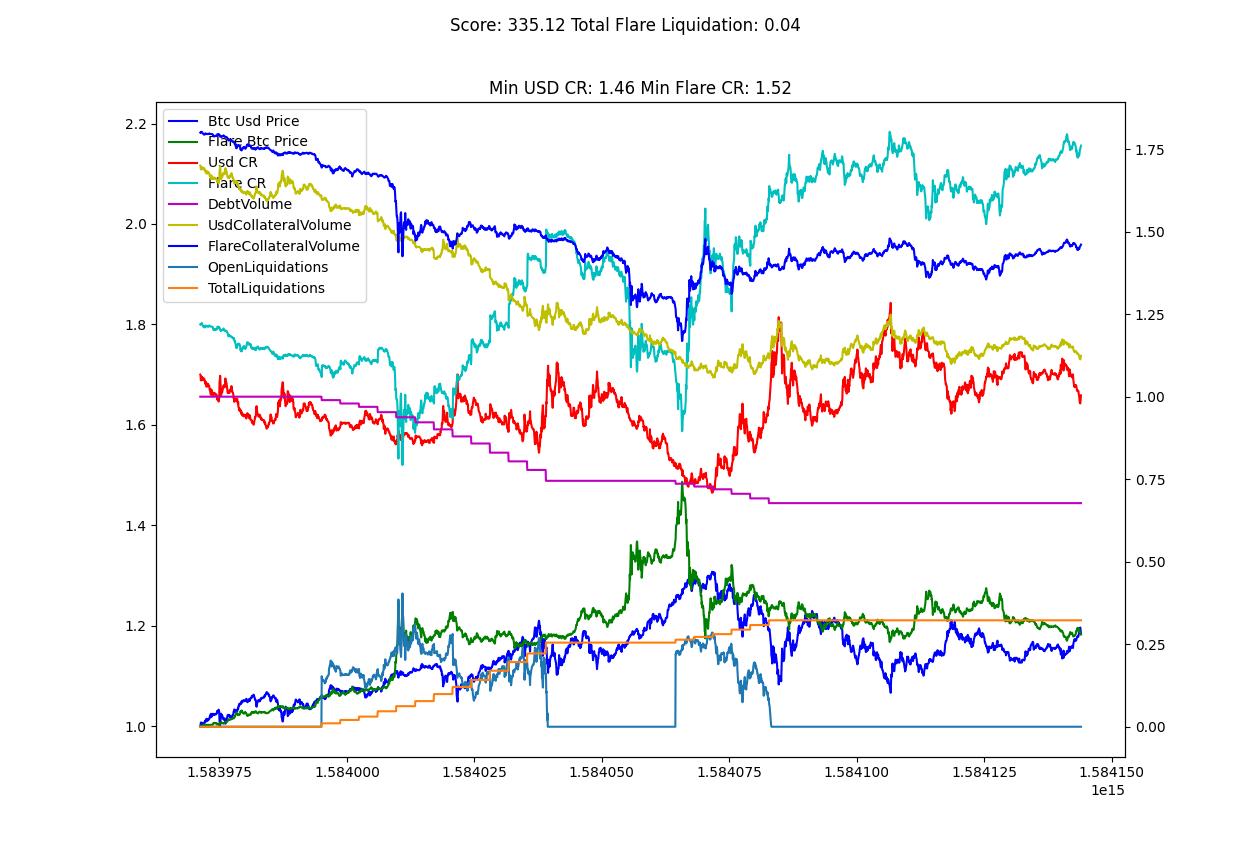 Score: 335.12 Total Flare Liquidation: 0.04
Min USD CR: 1.46 Min Flare CR: 1.52
Btc Usd Price
Flare Btc Price
Usd CR
Flare CR
DebtVolume
UsdCollateralVolume
FlareCollateralVolume
OpenLiquidations
TotalLiquidations
2.2
2.0
1.8
1.6
1.4
1.2
1.0
1.75
1.50
1.25
1.00
0.75
0.50
0.25
0.00
1.583975 1.584000 1.584025 1.584050 1.584075 1.584100 1.584125 1.584150
1e15